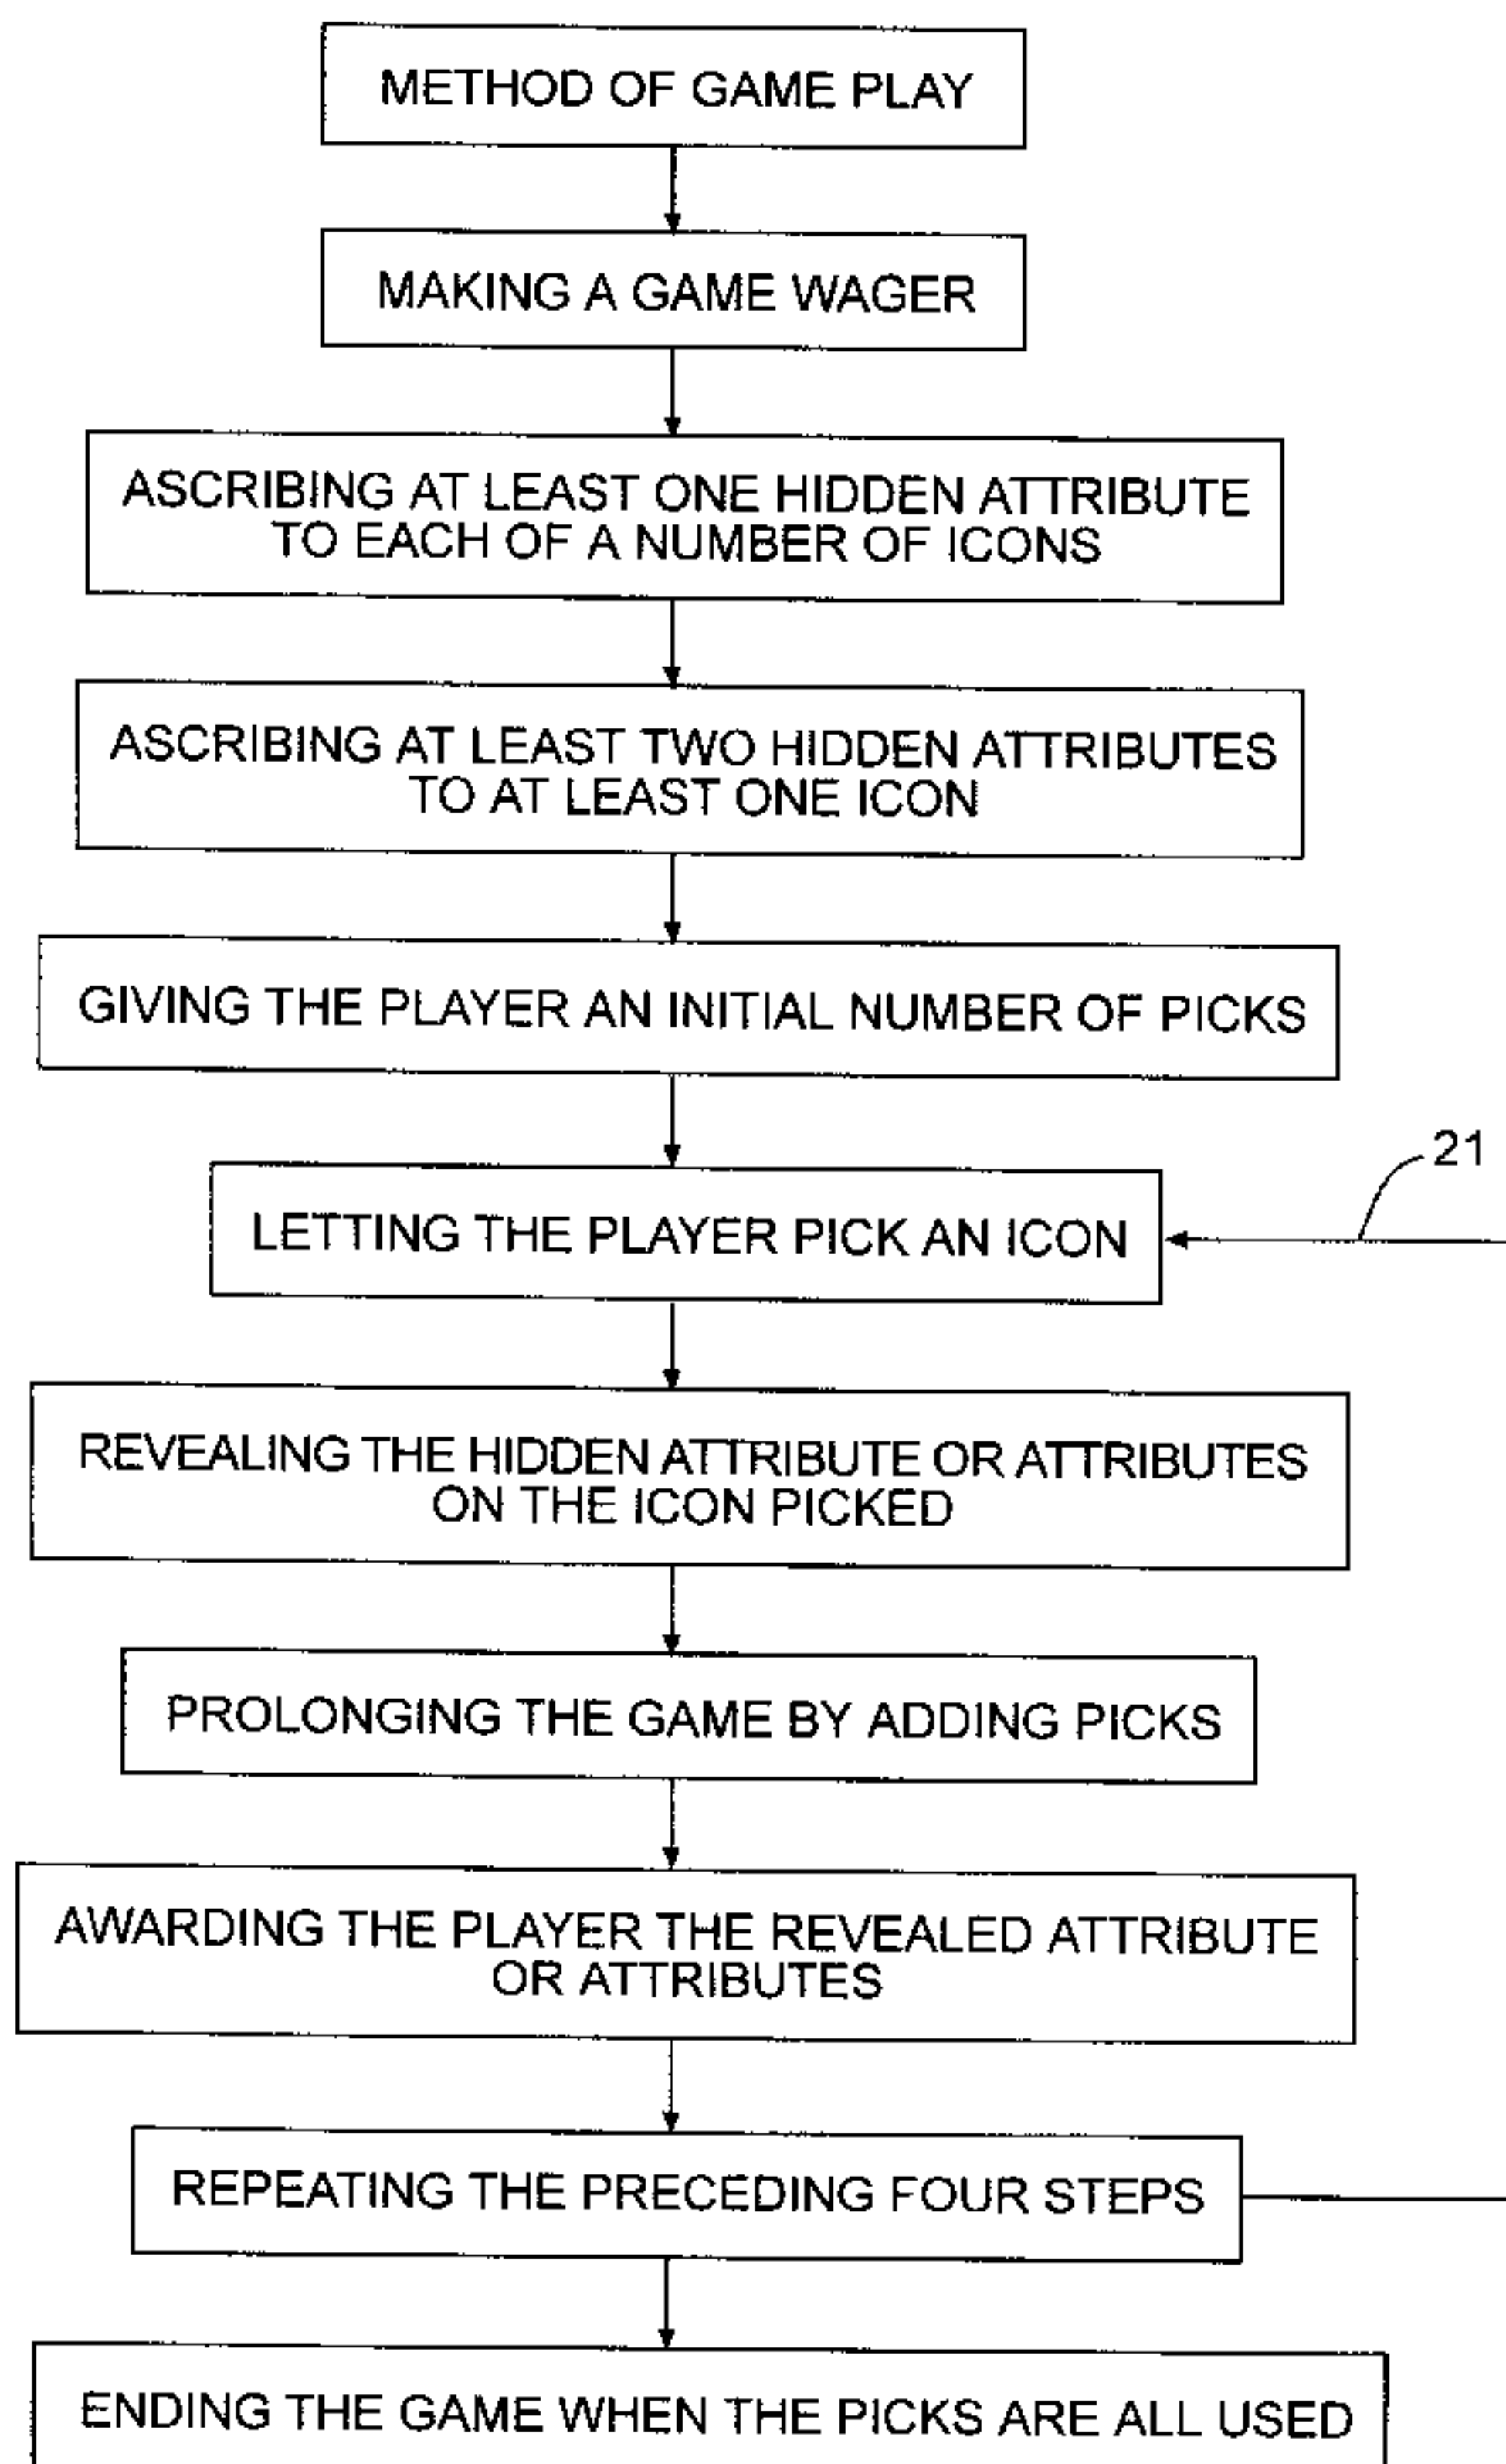 METHOD OF GAME PLAY
MAKING A GAME WAGER
ASCRIBING AT LEAST ONE HIDDEN ATTRIBUTE
TO EACH OF A NUMBER OF ICONS
ASCRIBING AT LEAST TWO HIDDEN ATTRIBUTES
TO AT LEAST ONE ICON
GIVING THE PLAYER AN INITIAL NUMBER OF PICKS
21
LETTING THE PLAYER PICK AN ICON
REVEALING THE HIDDEN ATTRIBUTE OR ATTRIBUTES
ON THE ICON PICKED
PROLONGING THE GAME BY ADDING PICKS
AWARDING THE PLAYER THE REVEALED ATTRIBUTE
OR ATTRIBUTES
REPEATING THE PRECEDING FOUR STEPS
ENDING THE GAME WHEN THE PICKS ARE ALL USED